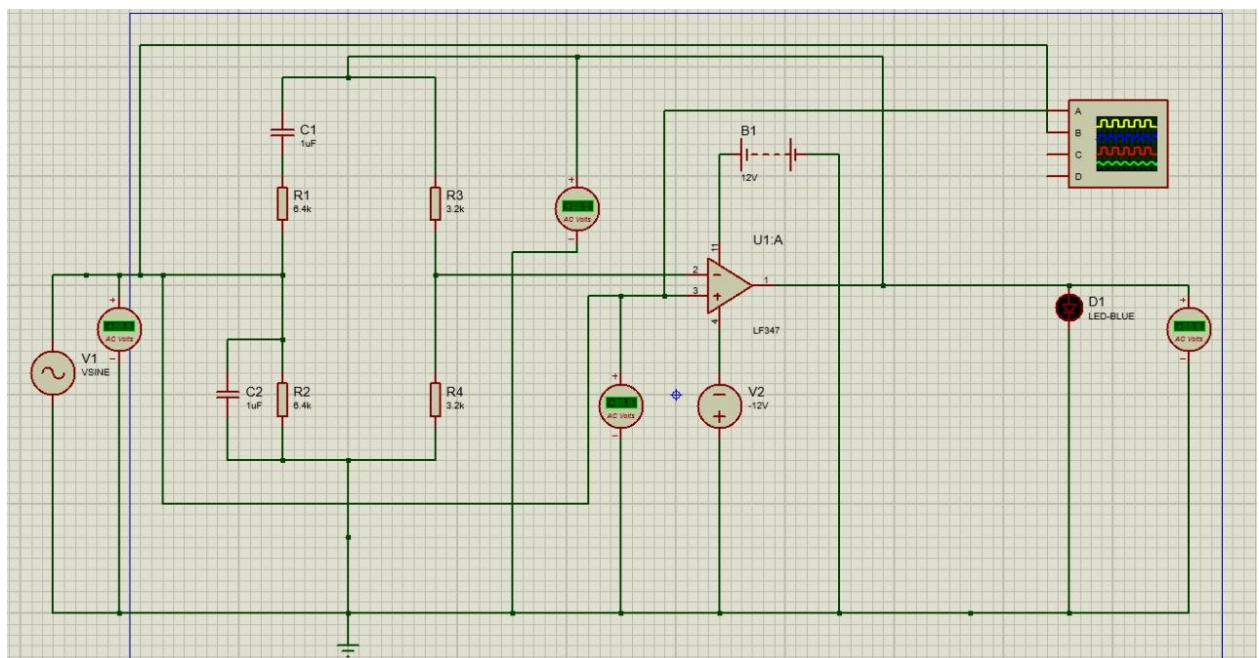 C1
1uF
R1
6.4k
R3
3.2k
AC Volts
B1
12V
A
B
C
D
U1:A
11
2
3
1
4
LF347
AC Volts
V1
VSINE
C2
1uF
R2
6.4k
R4
3.2k
AC Volts
V2
-12V
D1
LED-BLUE
AC Volts